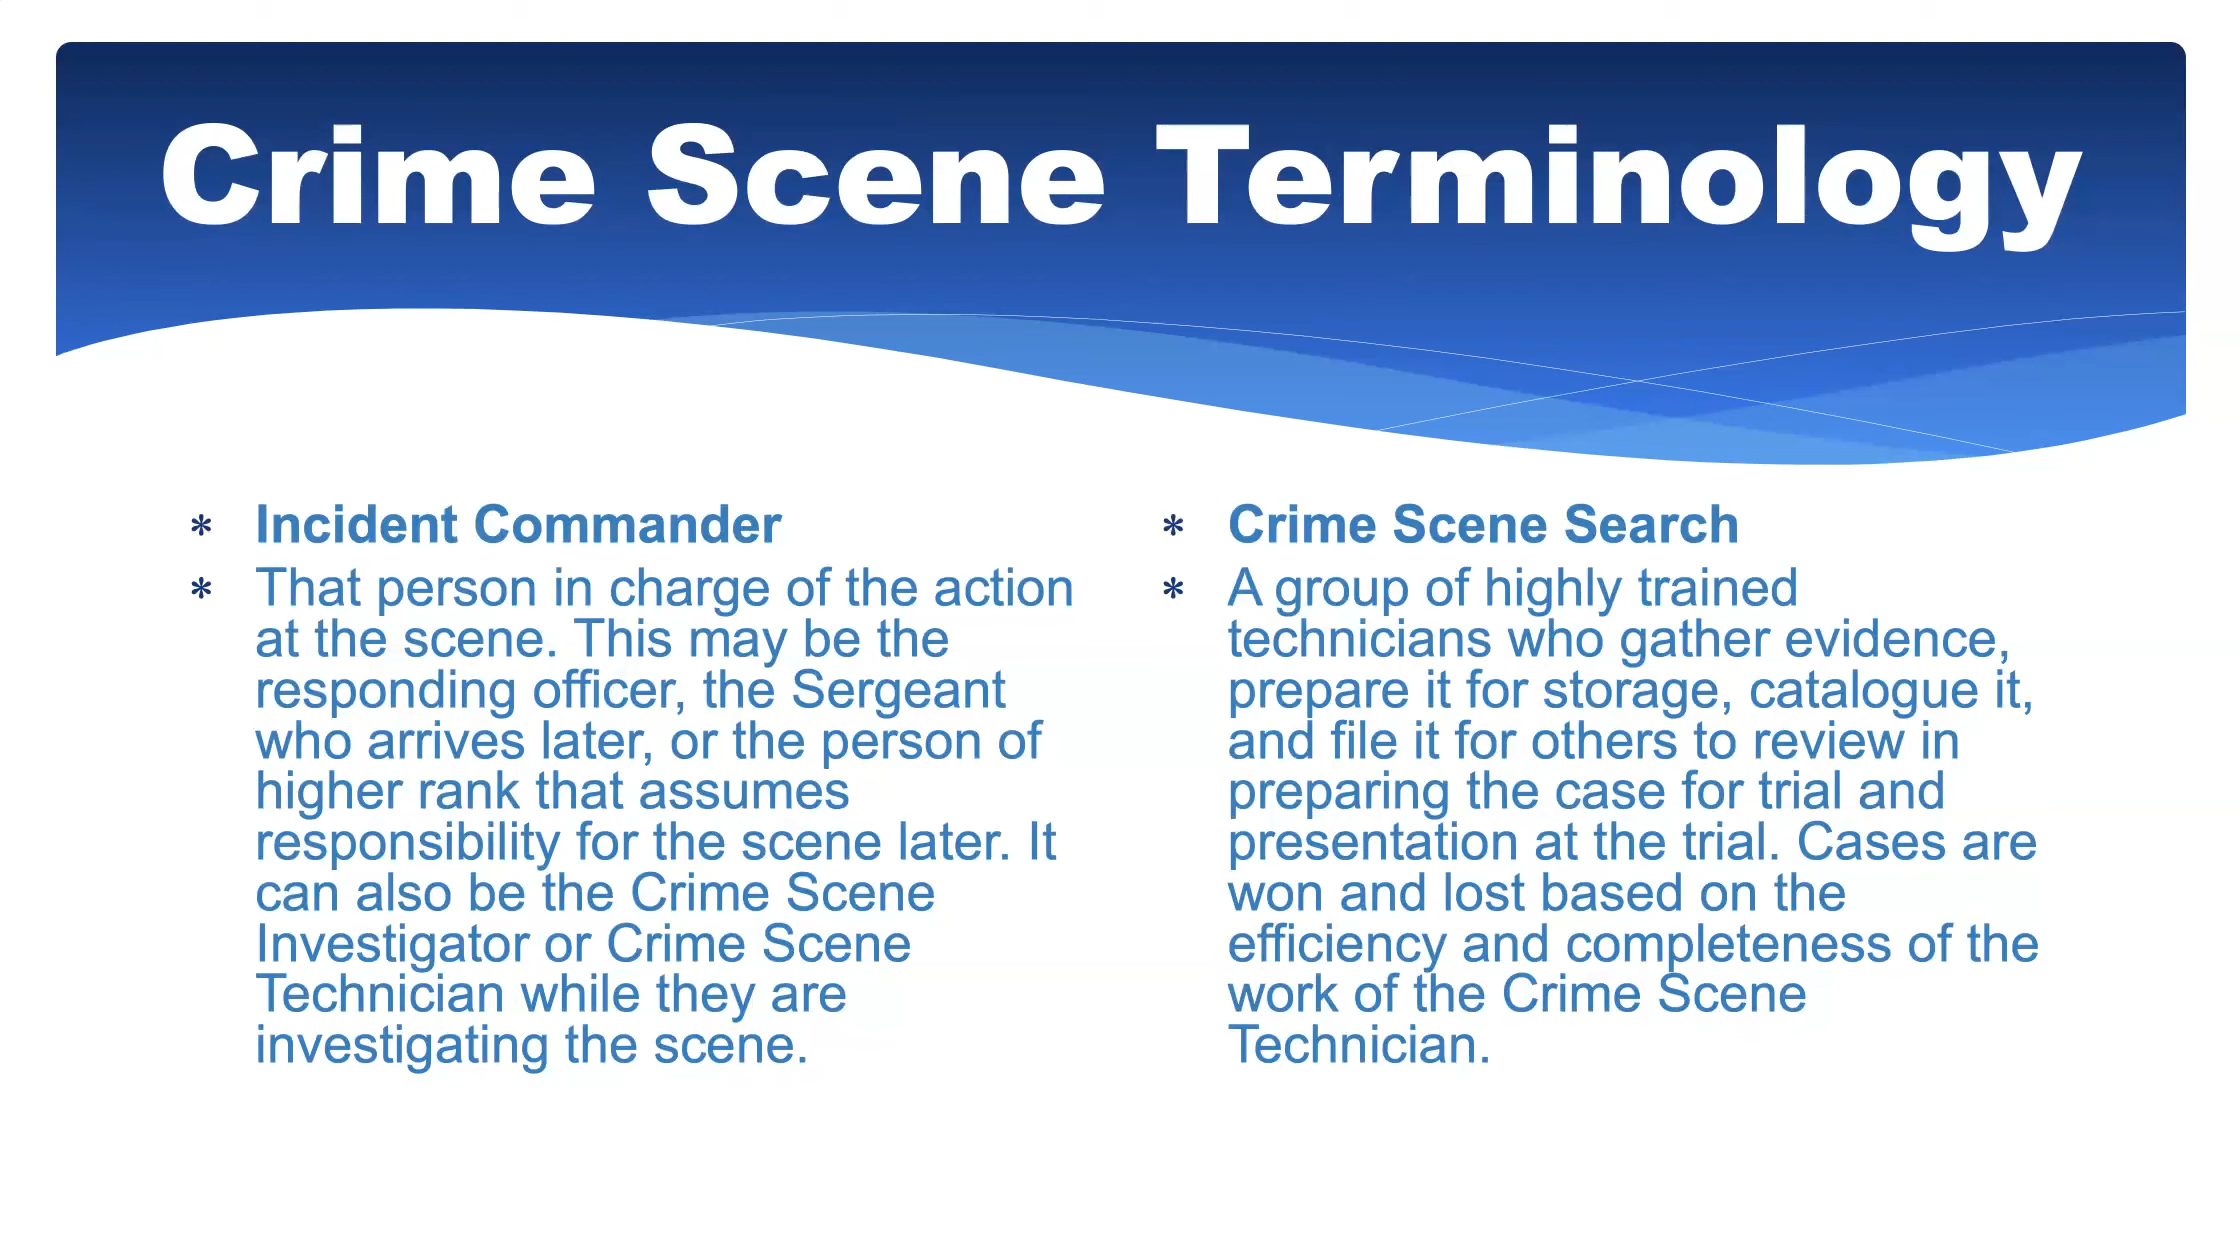 Crime Scene Terminology
* Incident Commander
* That person in charge of the action
at the scene. This may be the
responding officer, the Sergeant
who arrives later, or the person of
higher rank that assumes
responsibility for the scene later. It
can also be the Crime Scene
Investigator or Crime Scene
Technician while they are
investigating the scene.
* Crime Scene Search
* A group of highly trained
technicians who gather evidence,
prepare it for storage, catalogue it,
and file it for others to review in
preparing the case for trial and
presentation at the trial. Cases are
won and lost based on the
efficiency and completeness of the
work of the Crime Scene
Technician.